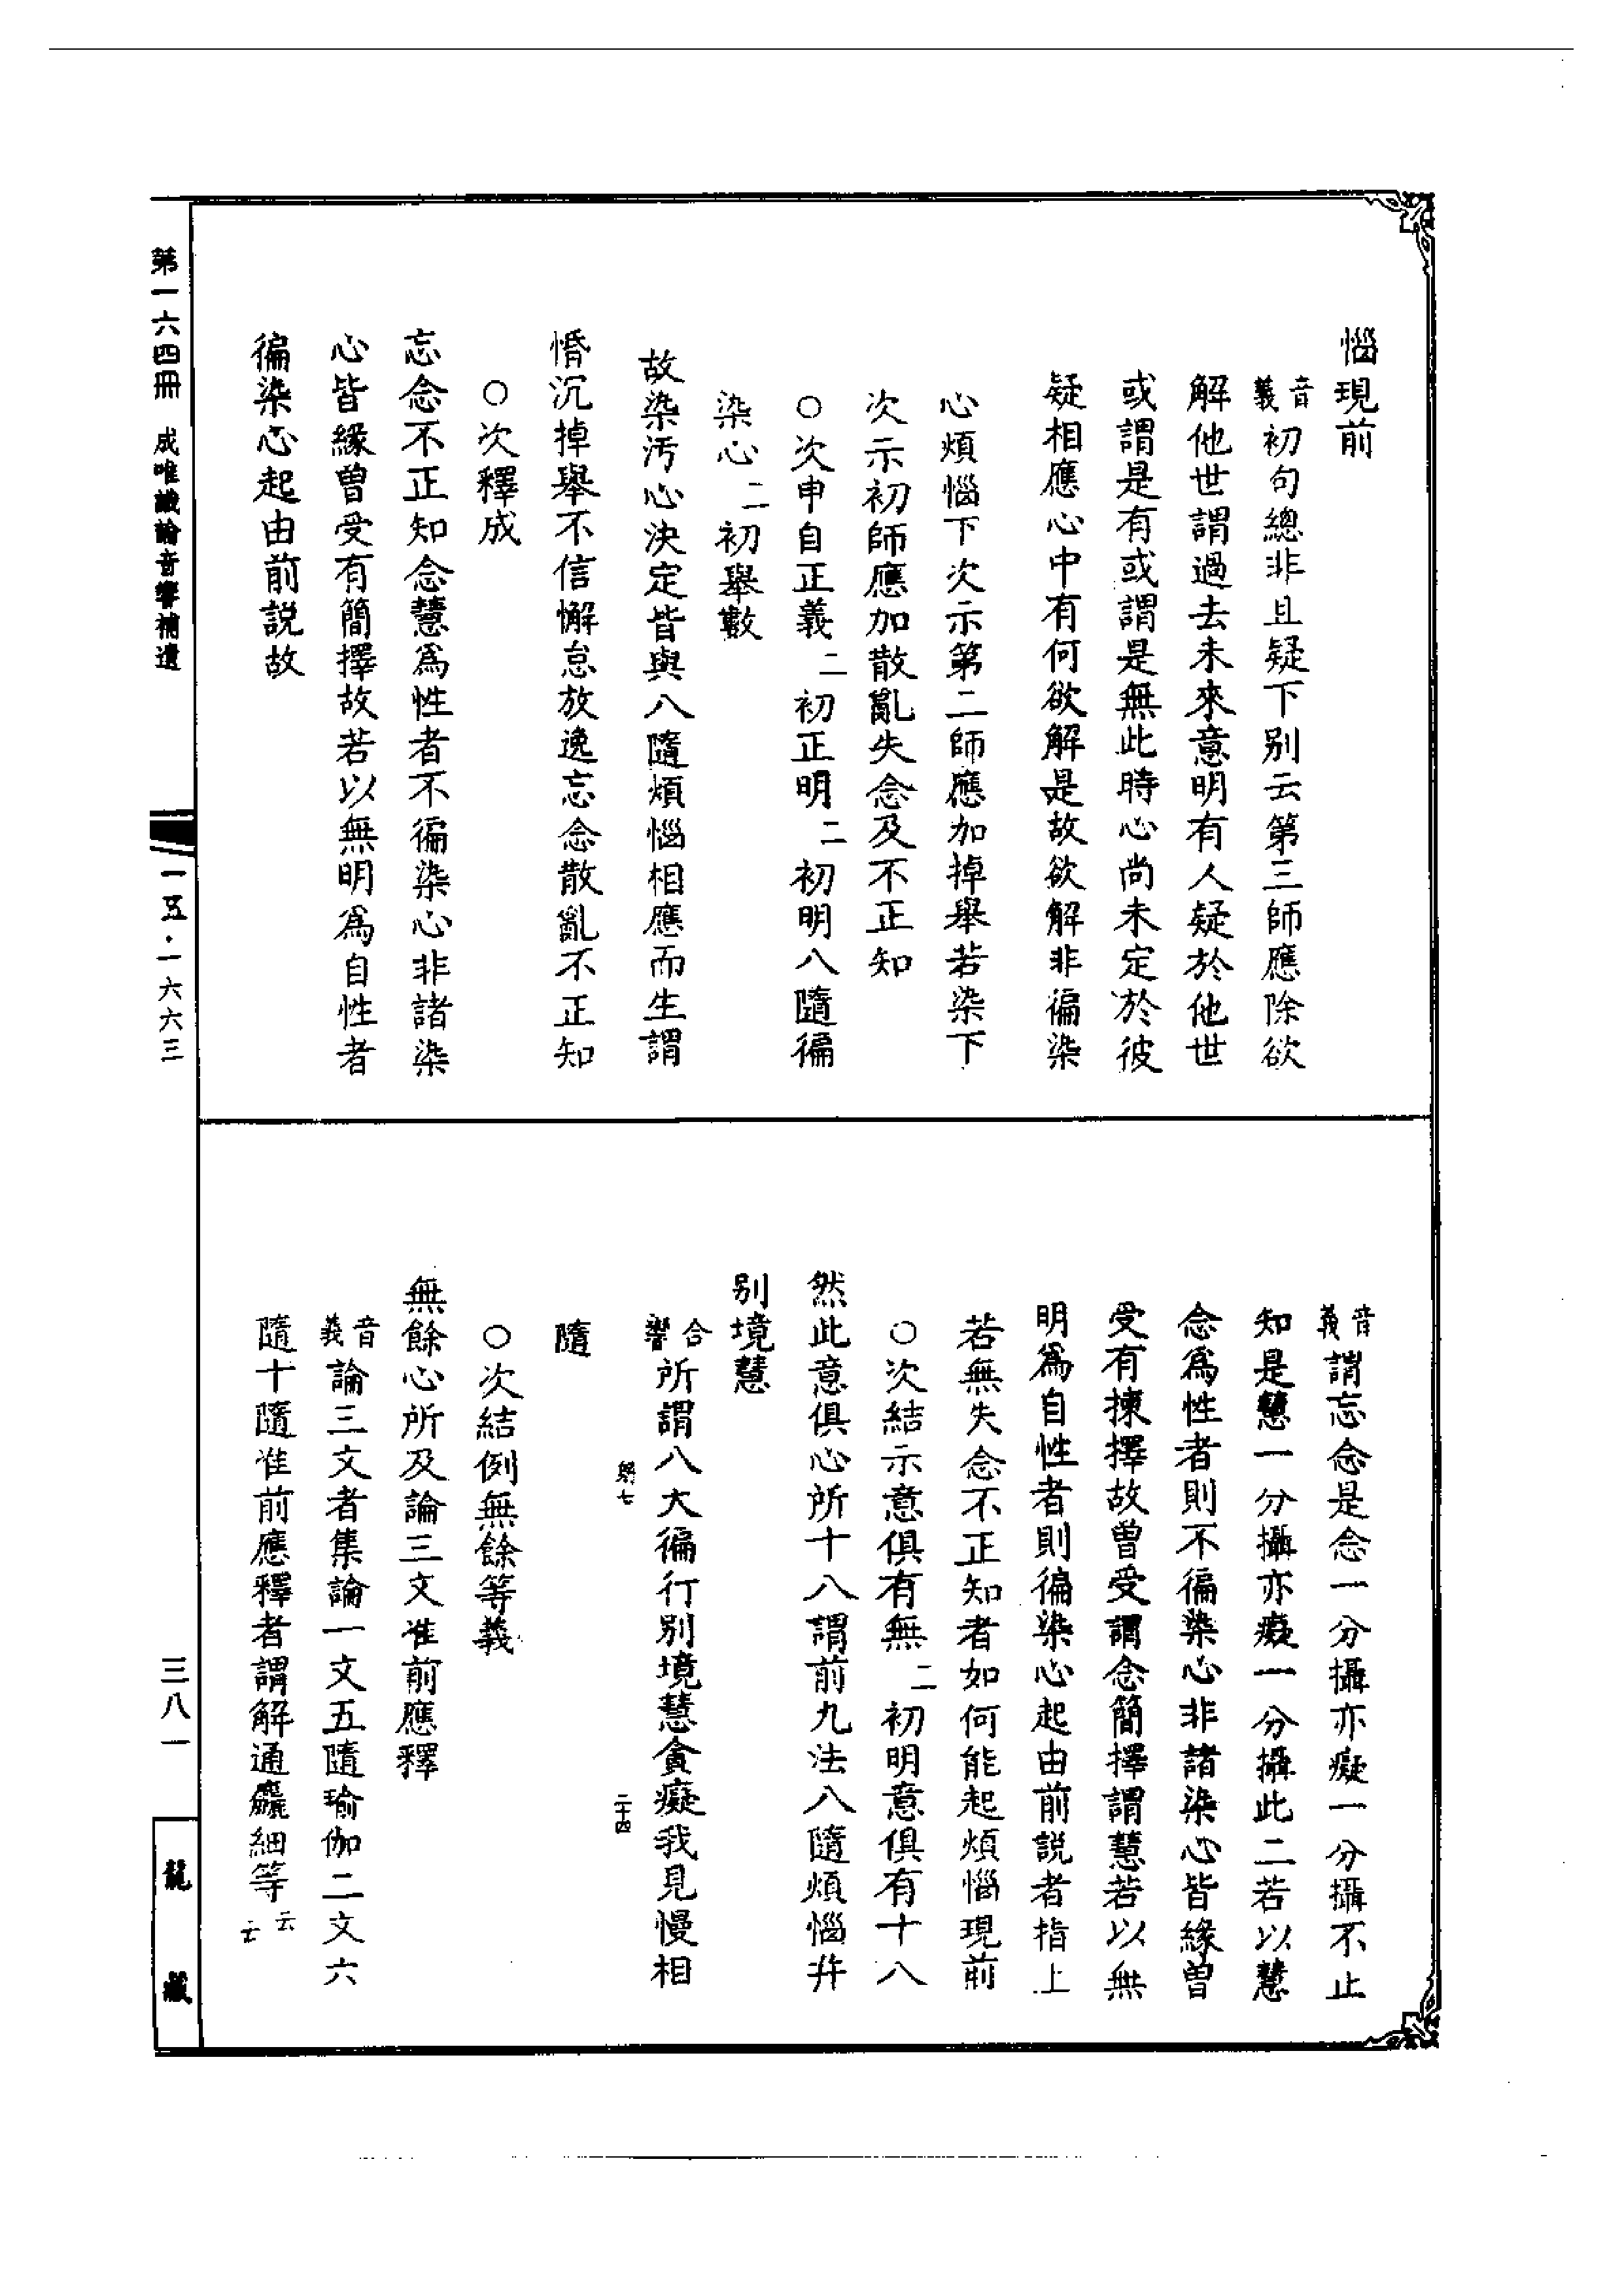 惱現前
音義初句總非且疑下别云第三師應除欲
解他世謂過去未來意明有人疑於他世
或謂是有或謂是無此時心尚未定於彼
疑相應心中有何欲解是故欲解非徧染
心煩惱下次示第二師應加掉舉若染下
次示初師應加散亂失念及不正知
○次申自正義二初正明二初明八隨徧
染心二初舉數
故染汚心決定皆與八隨煩惱相應而生謂
惛沉掉舉不信懈怠放逸忘念散亂不正知
○次釋成
忘念不正知念慧爲性者不徧染心非諸染
心皆緣曾受有簡擇故若以無明爲自性者
徧染心起由前説故
音義謂忘念是念一分攝亦癡一分攝不止
知是慧一分攝亦癡一分攝此二若以慧
念爲性者則不徧染心非諸染心皆緣曾
受有揀擇故曾受謂念簡擇謂慧若以無
明爲自性者則徧染心起由前説者指上
若無失念不正知者如何能起煩惱現前
○次結示意俱有無二初明意俱有十八
然此意俱心所十八謂前九法八隨煩惱幷
别境慧
合響所謂八大徧行别境慧貪癡我見慢相
隨
○次結例無餘等義
無餘心所及論三文准前應釋
音義論三文者集論一文五隨瑜伽二文六
隨十隨准前應釋者謂解通麤細等云云
二十四
第一六四冊 成唯識論音響補遺
一五·一六六三
三八一
龍藏